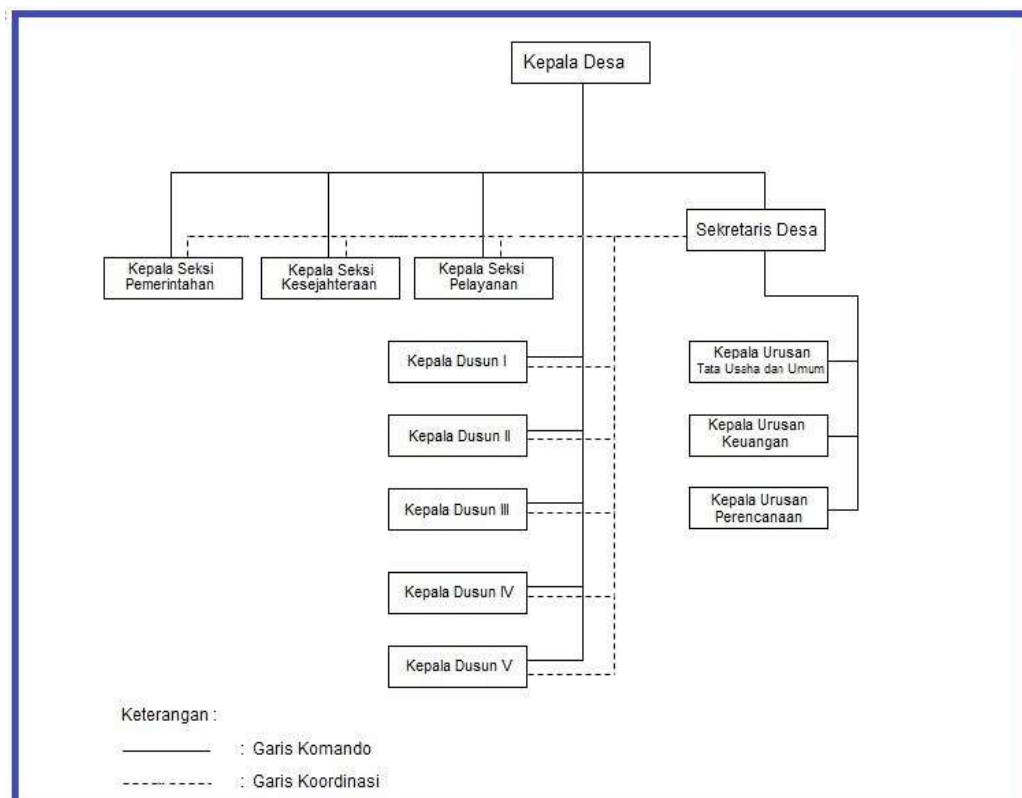 Kepala Desa
Sekretaris Desa
Kepala Seksi
Pemerintahan
Kepala Seksi
Kesejahteraan
Kepala Seksi
Pelayanan
Kepala Dusun I
Kepala Dusun II
Kepala Dusun III
Kepala Dusun IV
Kepala Dusun V
Kepala Urusan
Tata Usaha dan Umum
Kepala Urusan
Keuangan
Kepala Urusan
Perencanaan
Keterangan :
: Garis Komando
: Garis Koordinasi